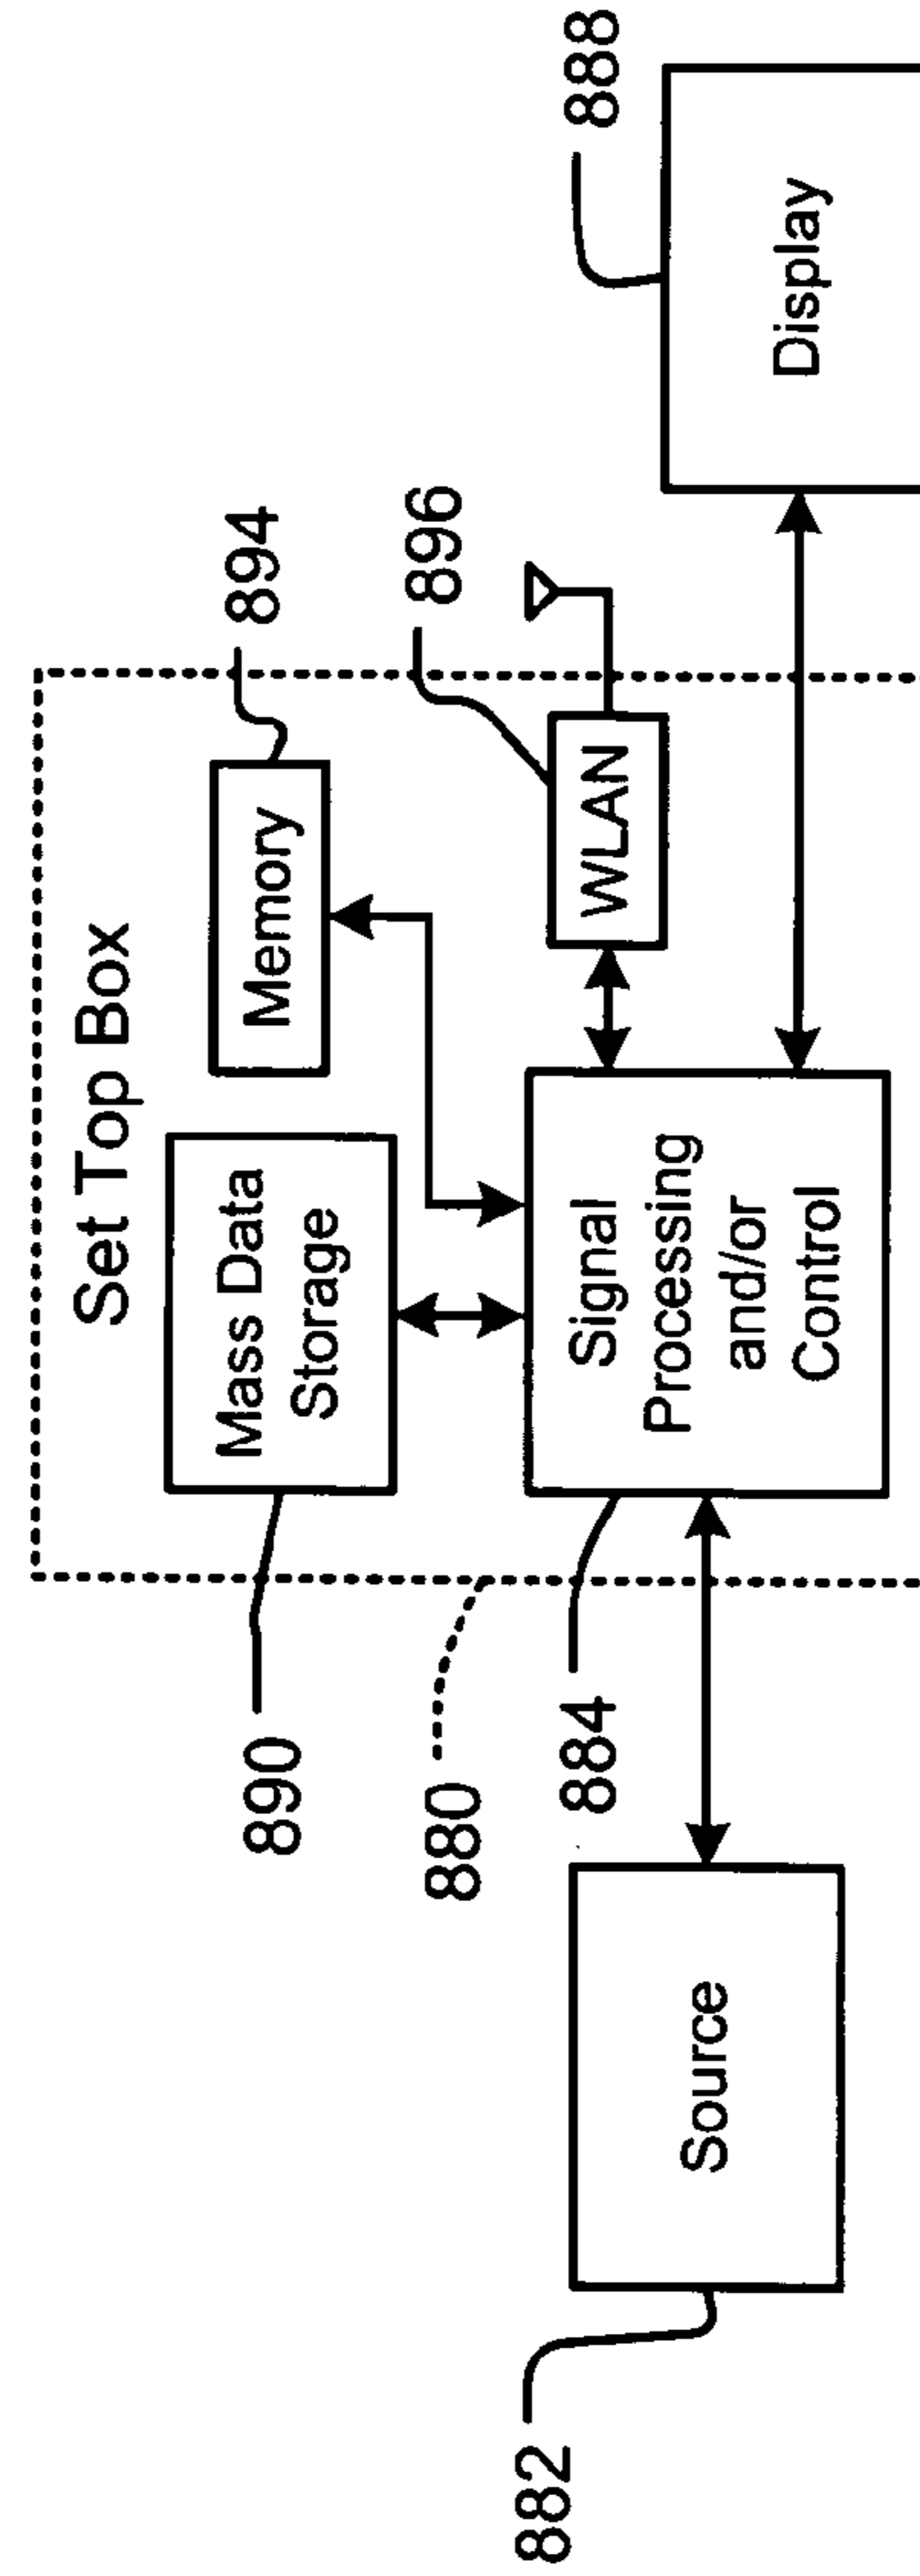 Set Top Box
890
Mass Data
Storage
Memory
894
880
896
884
Signal
Processing
and/or
Control
WLAN
888
882
Source
Display